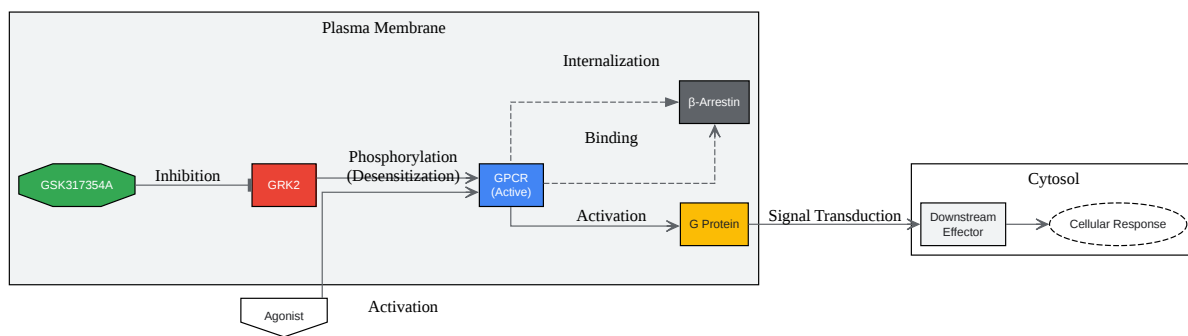 Plasma Membrane
Internalization
β-Arrestin
Binding
GSK317354A
Inhibition
GRK2
Phosphorylation
(Desensitization)
GPCR
(Active)
Activation
G Protein
Signal Transduction
Cytosol
Downstream
Effector
Cellular Response
Agonist
Activation